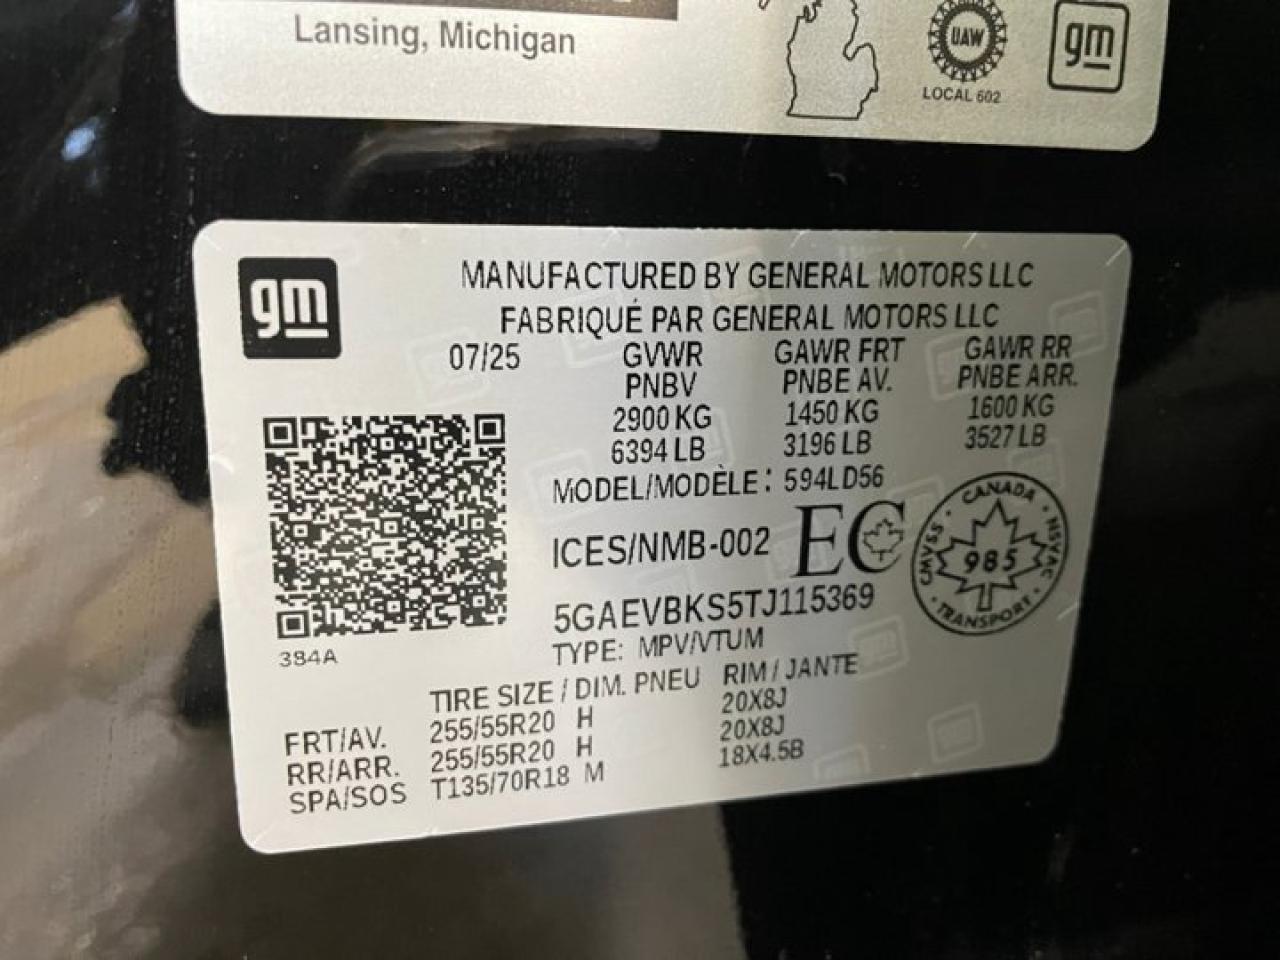 Lansing, Michigan
UAW
LOCAL 602
gm
gm
MANUFACTURED BY GENERAL MOTORS LLC
FABRIQUÉ PAR GENERAL MOTORS LLC
07/25 GVWR GAWR FRT GAWR RR
PNBV PNBE AV. PNBE ARR.
2900 KG 1450 KG 1600 KG
6394 LB 3196 LB 3527 LB
MODEL/MODÈLE: 594LD56
ICES/NMB-002 EC
CANADA
CMVSS NSVAC
985
TRANSPORT
5GAEVBKS5TJ115369
TYPE: MPV/VTUM
384A
TIRE SIZE / DIM. PNEU RIM / JANTE
FRT/AV. 255/55R20 H 20X8J
RR/ARR. 255/55R20 H 20X8J
SPA/SOS T135/70R18 M 18X4.5B